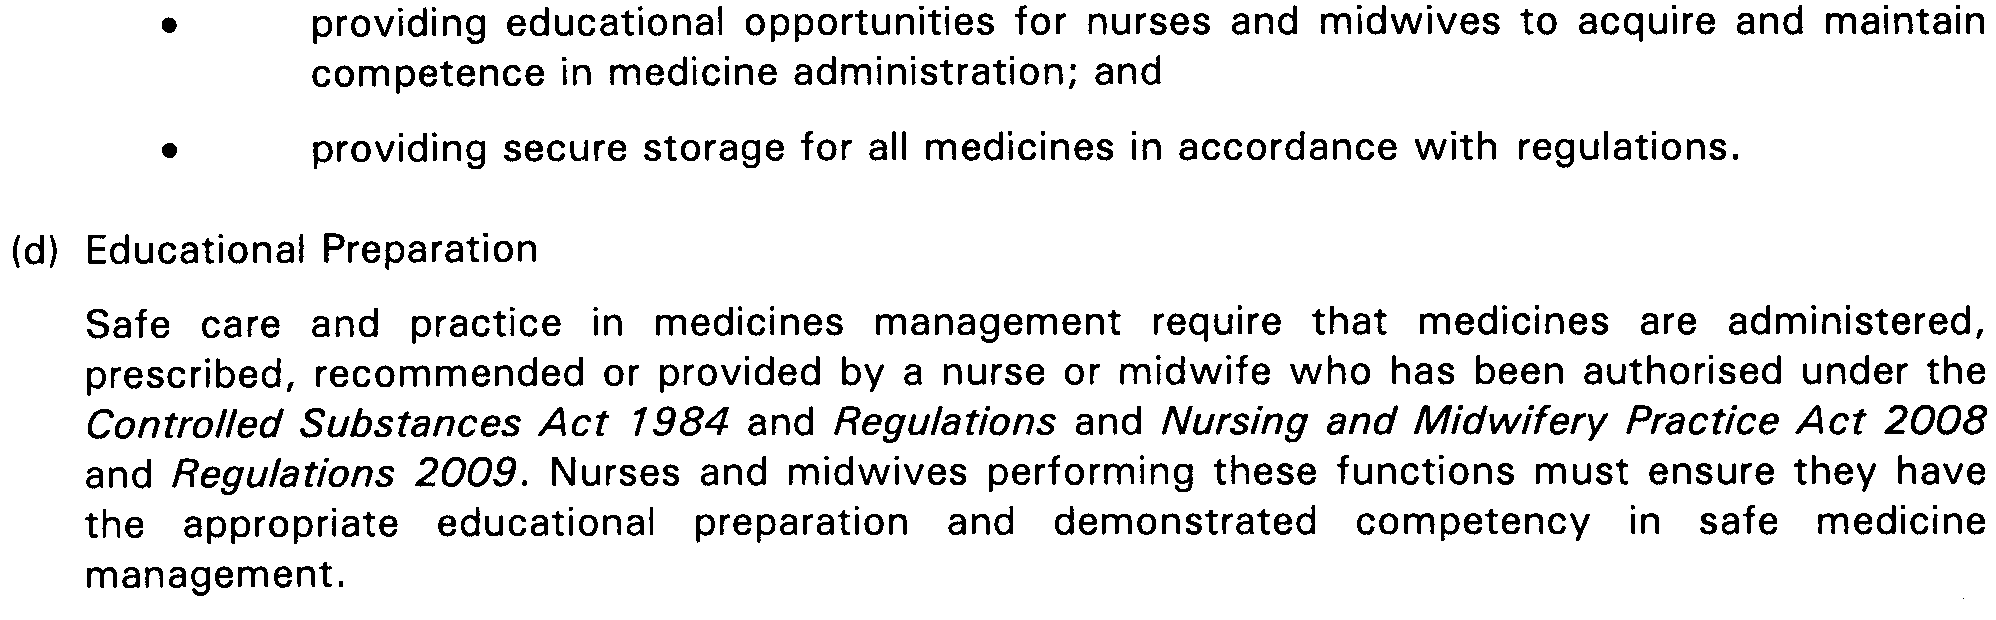 • providing educational opportunities for nurses and midwives to acquire and maintain
competence in medicine administration; and
• providing secure storage for all medicines in accordance with regulations.
(d) Educational Preparation
Safe care and practice in medicines management require that medicines are administered,
prescribed, recommended or provided by a nurse or midwife who has been authorised under the
Controlled Substances Act 1984 and Regulations and Nursing and Midwifery Practice Act 2008
and Regulations 2009. Nurses and midwives performing these functions must ensure they have
the appropriate educational preparation and demonstrated competency in safe medicine
management.